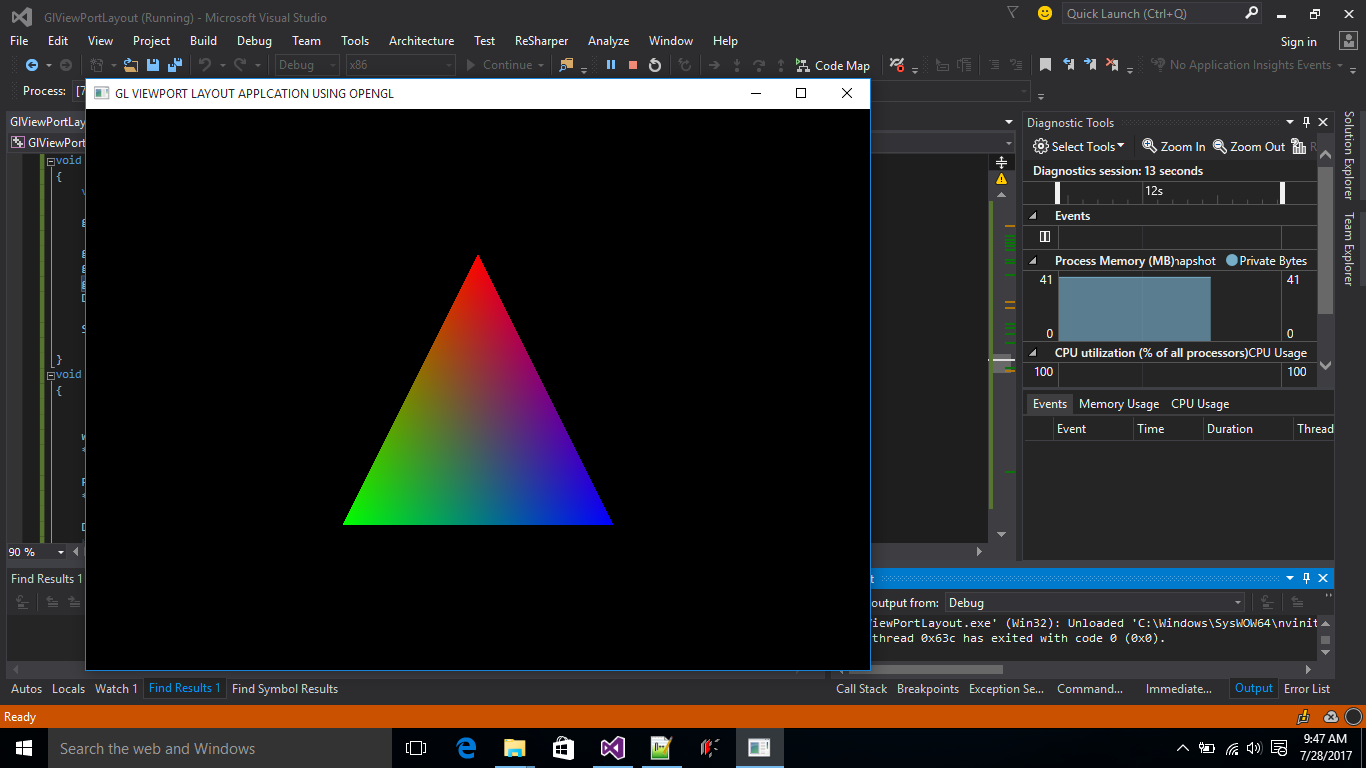 GlViewPortLayout (Running) - Microsoft Visual Studio
Quick Launch (Ctrl+Q)
File Edit View Project Build Debug Team Tools Architecture Test ReSharper Analyze Window Help
Sign in
Debug x86 Continue Code Map No Application Insights Events
Process: [7
GL VIEWPORT LAYOUT APPLCATION USING OPENGL
GlViewPortLay
GlViewPort
void
{
}
void
{
90 %
Diagnostic Tools
Select Tools Zoom In Zoom Out
Diagnostics session: 13 seconds
12s
Events
Process Memory (MB) napshot Private Bytes
41 41
0 0
CPU utilization (% of all processors) CPU Usage
100 100
Events Memory Usage CPU Usage
Event Time Duration Thread
Solution Explorer
Team Explorer
Find Results 1
output from: Debug
iewPortLayout.exe' (Win32): Unloaded 'C:\Windows\SysWOW64\nvinit
thread 0x63c has exited with code 0 (0x0).
Autos Locals Watch 1 Find Results 1 Find Symbol Results
Call Stack Breakpoints Exception Se... Command... Immediate... Output Error List
Ready
Search the web and Windows
9:47 AM
7/28/2017